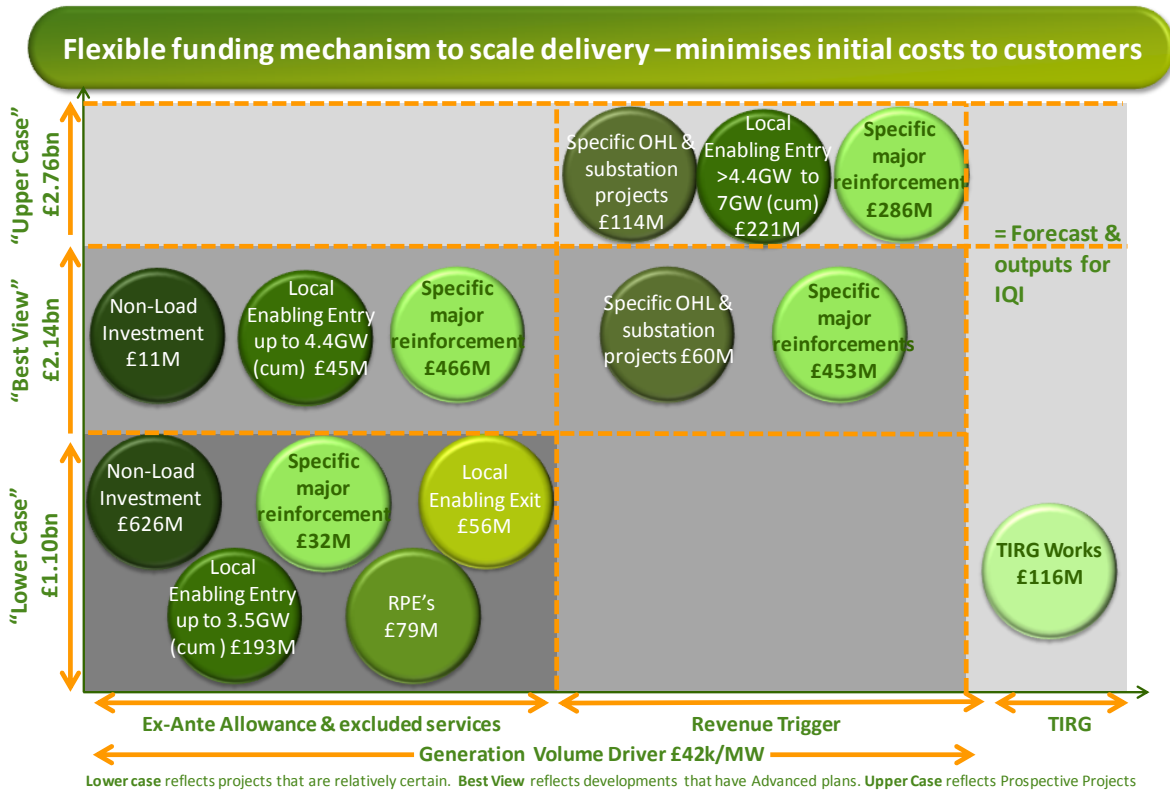 Flexible funding mechanism to scale delivery – minimises initial costs to customers
"Upper Case"
£2.76bn
Specific OHL &
substation
projects
£114M
Local
Enabling Entry
>4.4GW to
7GW (cum)
£221M
Specific
major
reinforcement
£286M
= Forecast &
outputs for
IQI
"Best View"
£2.14bn
Non-Load
Investment
£11M
Local
Enabling Entry
up to 4.4GW
(cum) £45M
Specific
major
reinforcement
£466M
Specific OHL &
substation
projects £60M
Specific
major
reinforcements
£453M
"Lower Case"
£1.10bn
Non-Load
Investment
£626M
Specific
major
reinforcement
£32M
Local
Enabling Exit
£56M
Local
Enabling Entry
up to 3.5GW
(cum ) £193M
RPE's
£79M
TIRG Works
£116M
Ex-Ante Allowance & excluded services
Revenue Trigger
TIRG
Generation Volume Driver £42k/MW
Lower case reflects projects that are relatively certain. Best View reflects developments that have Advanced plans. Upper Case reflects Prospective Projects